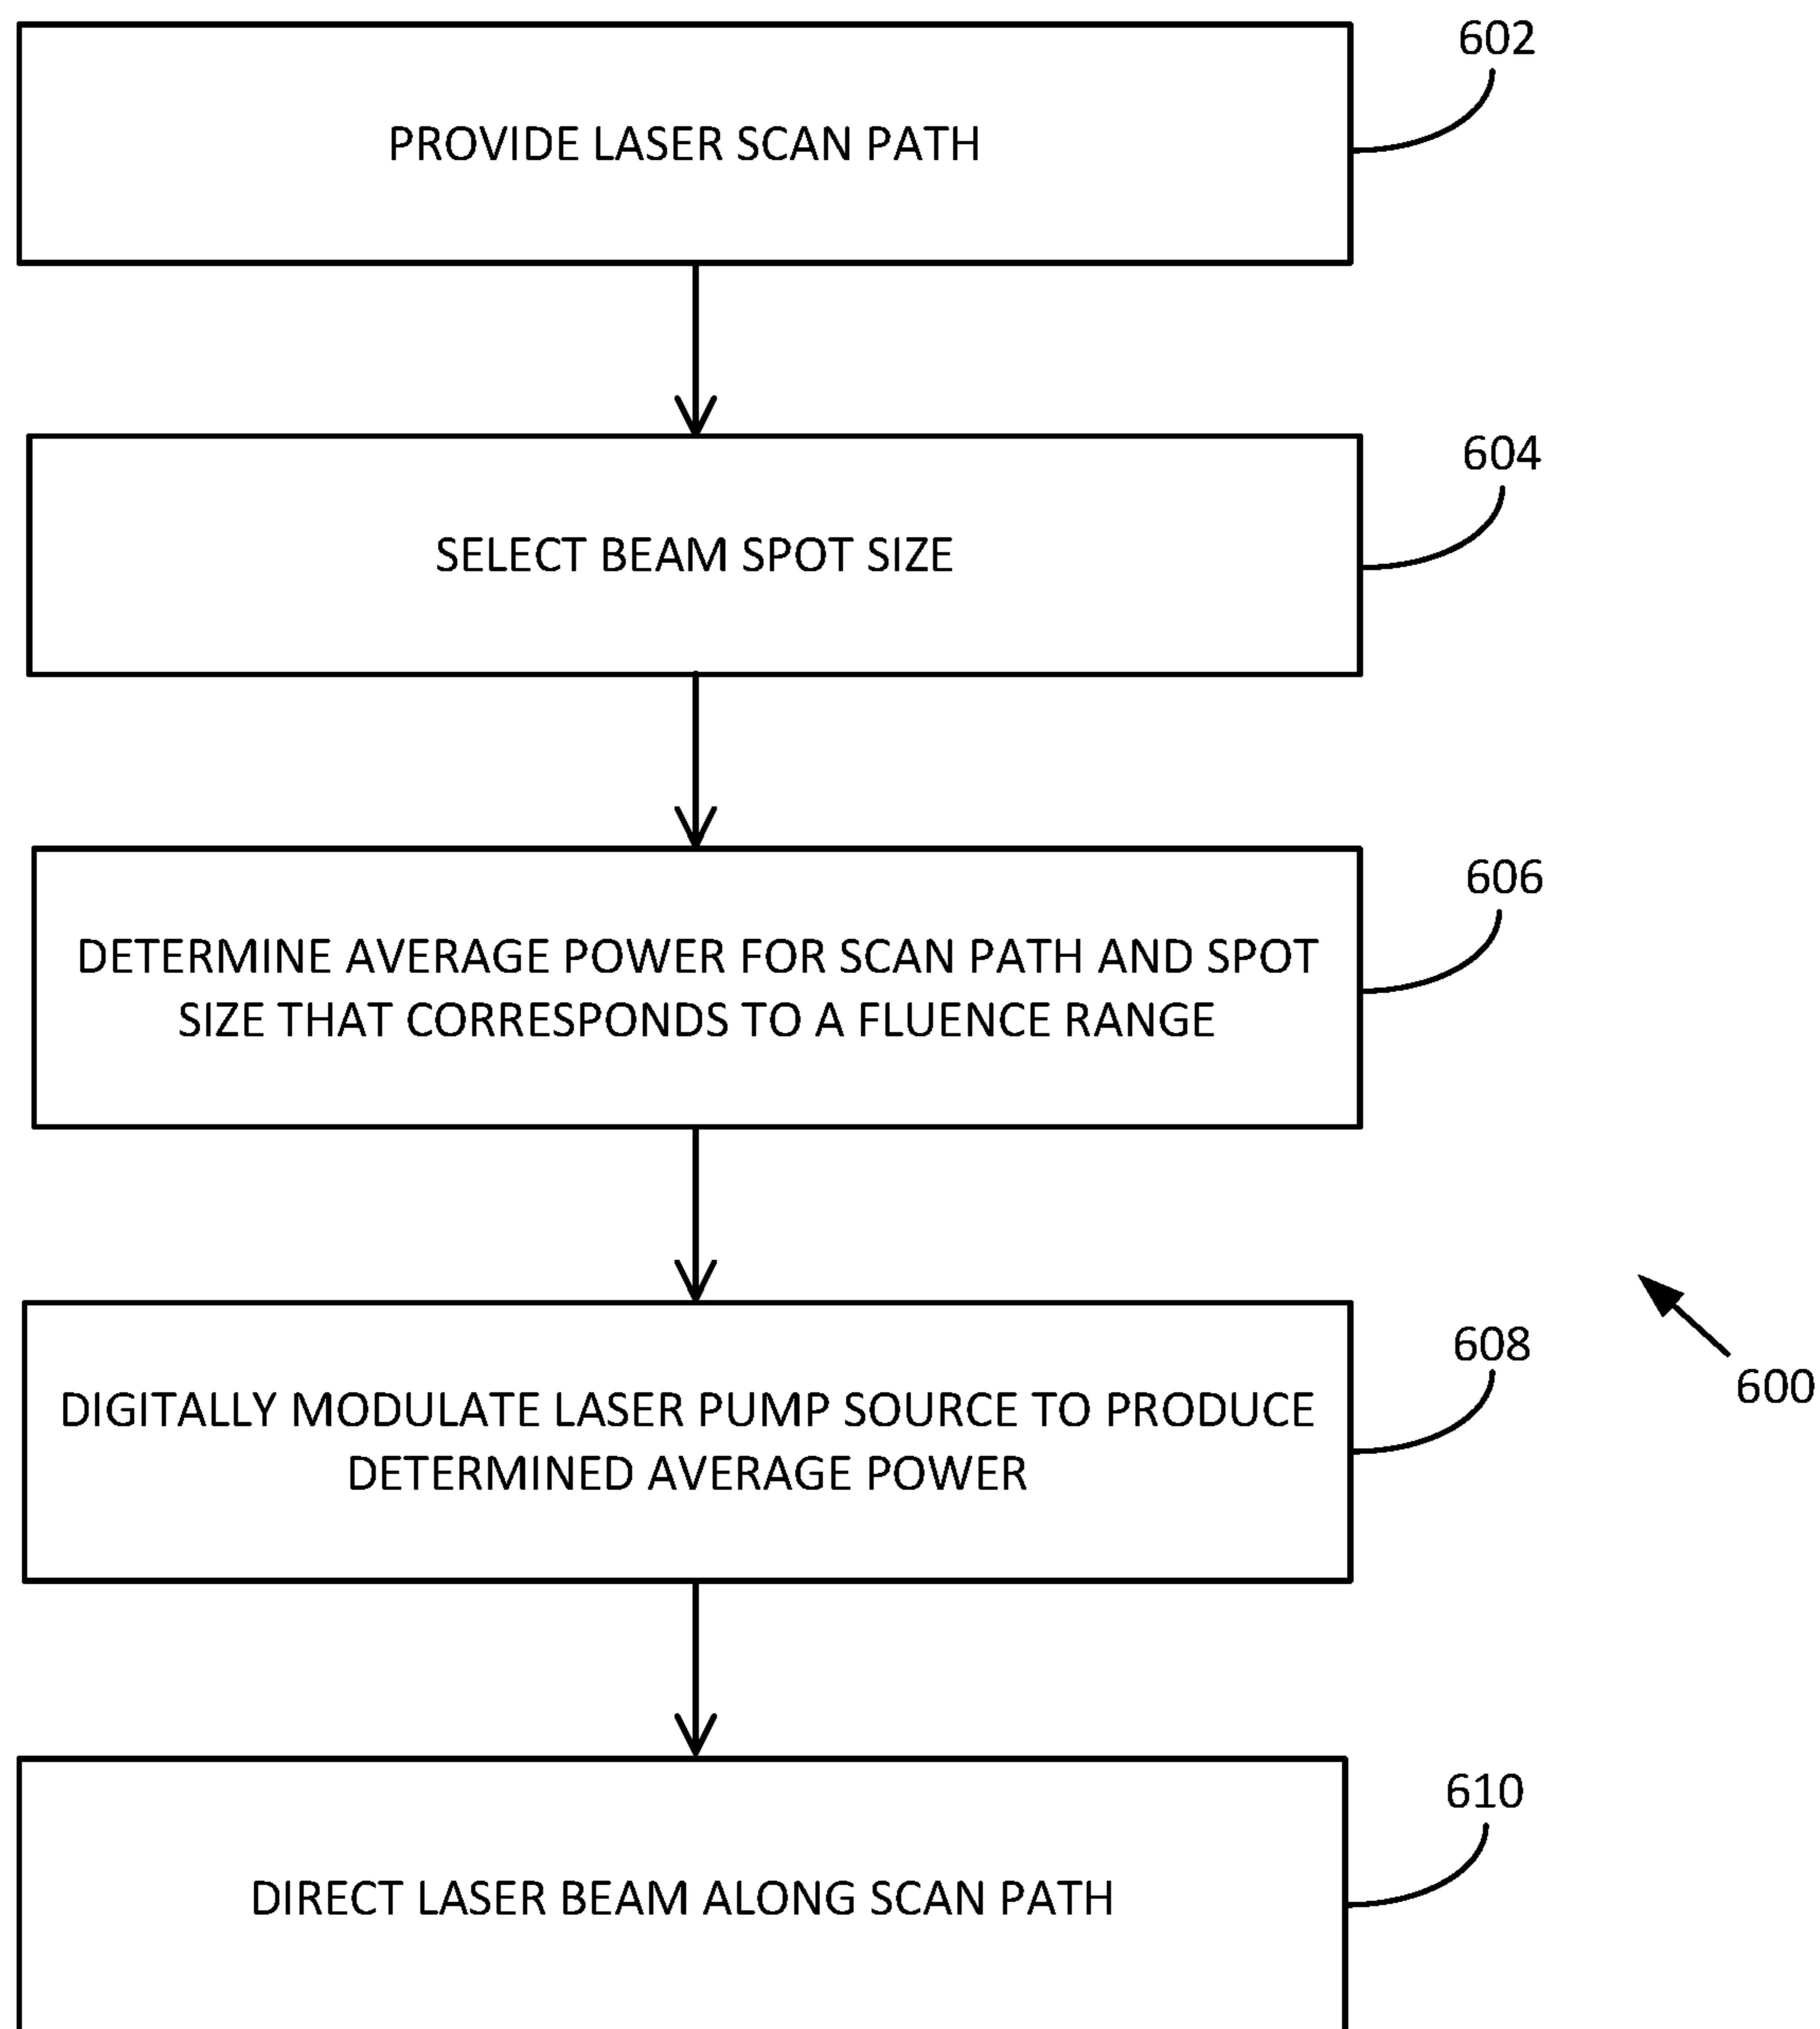 602
PROVIDE LASER SCAN PATH
604
SELECT BEAM SPOT SIZE
606
DETERMINE AVERAGE POWER FOR SCAN PATH AND SPOT
SIZE THAT CORRESPONDS TO A FLUENCE RANGE
608
600
DIGITALLY MODULATE LASER PUMP SOURCE TO PRODUCE
DETERMINED AVERAGE POWER
610
DIRECT LASER BEAM ALONG SCAN PATH